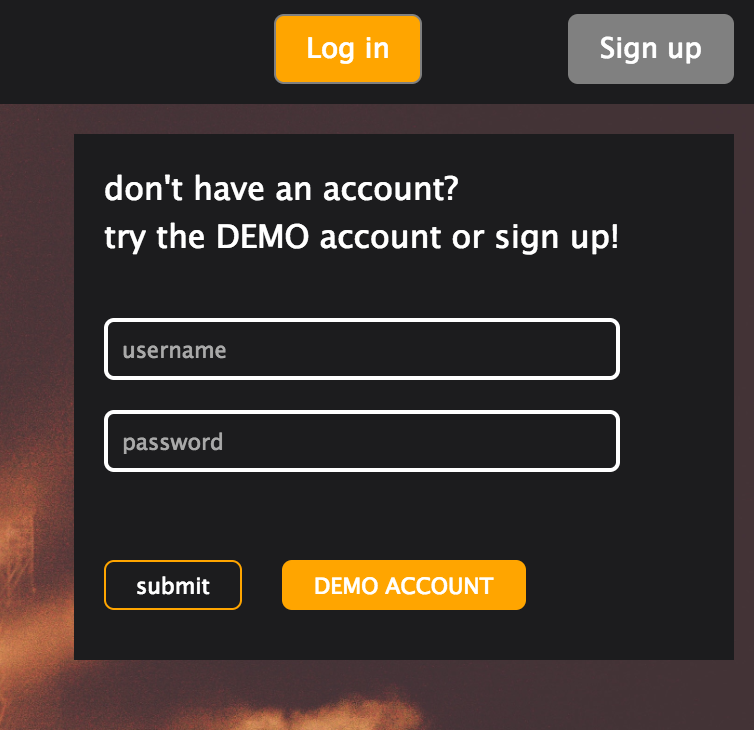 Log in
Sign up
don't have an account?
try the DEMO account or sign up!
username
password
submit
DEMO ACCOUNT